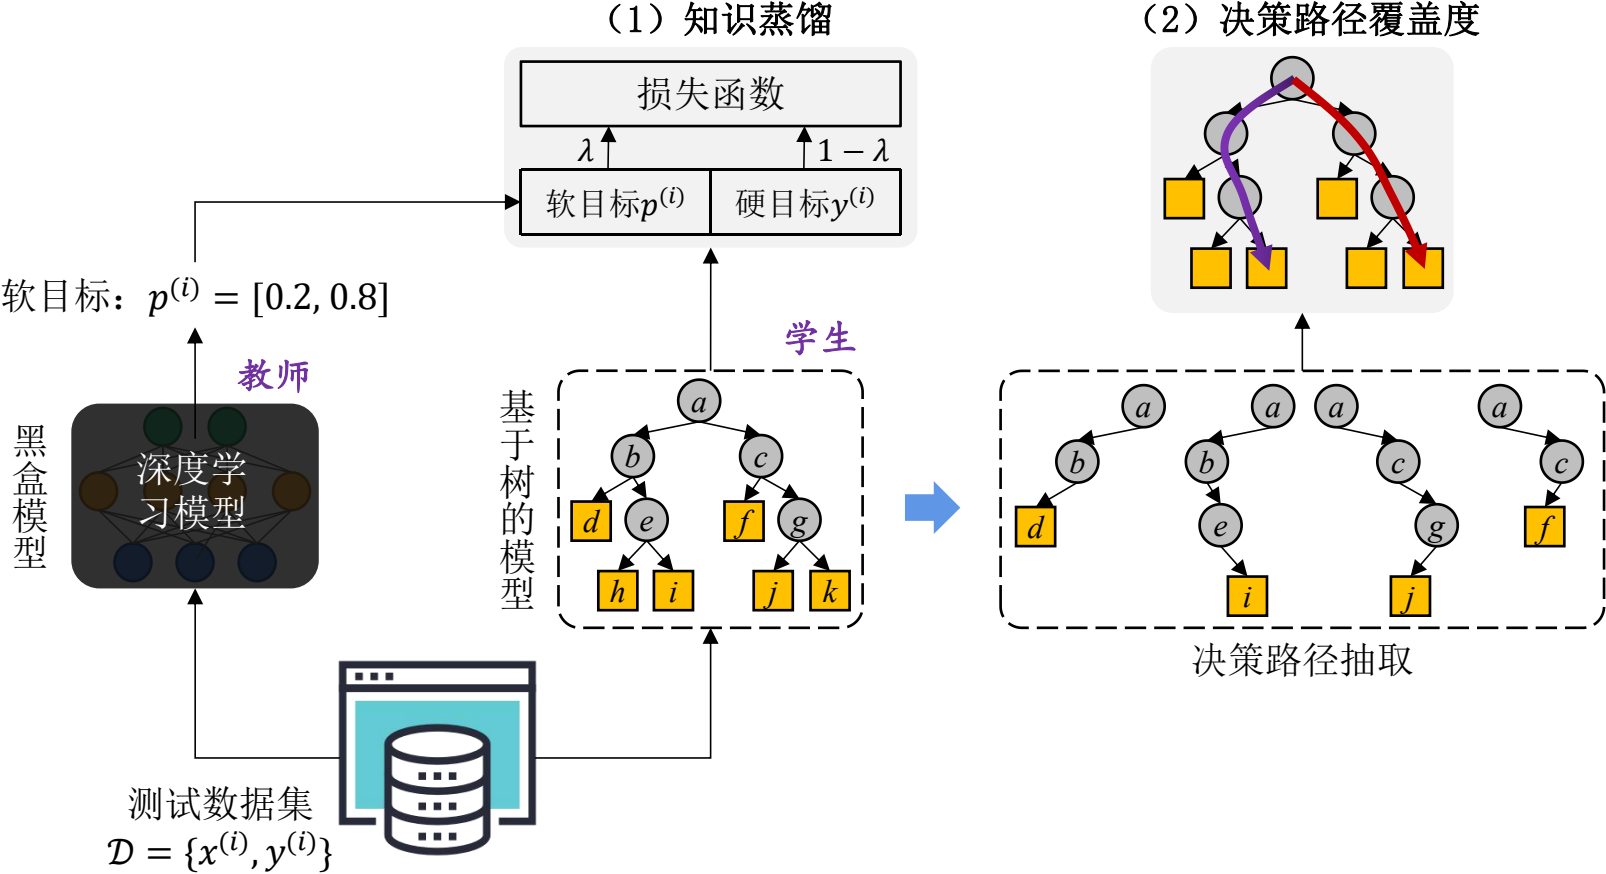 （1）知识蒸馏
（2）决策路径覆盖度
损失函数
λ
1 − λ
软目标p⁽ⁱ⁾
硬目标y⁽ⁱ⁾
软目标：p⁽ⁱ⁾ = [0.2, 0.8]
教师
学生
黑盒模型
深度学
习模型
基于树的模型
a
b
c
d
e
f
g
h
i
j
k
a
b
d
a
b
e
i
a
c
g
j
a
c
f
决策路径抽取
测试数据集
𝒟 = {x⁽ⁱ⁾, y⁽ⁱ⁾}